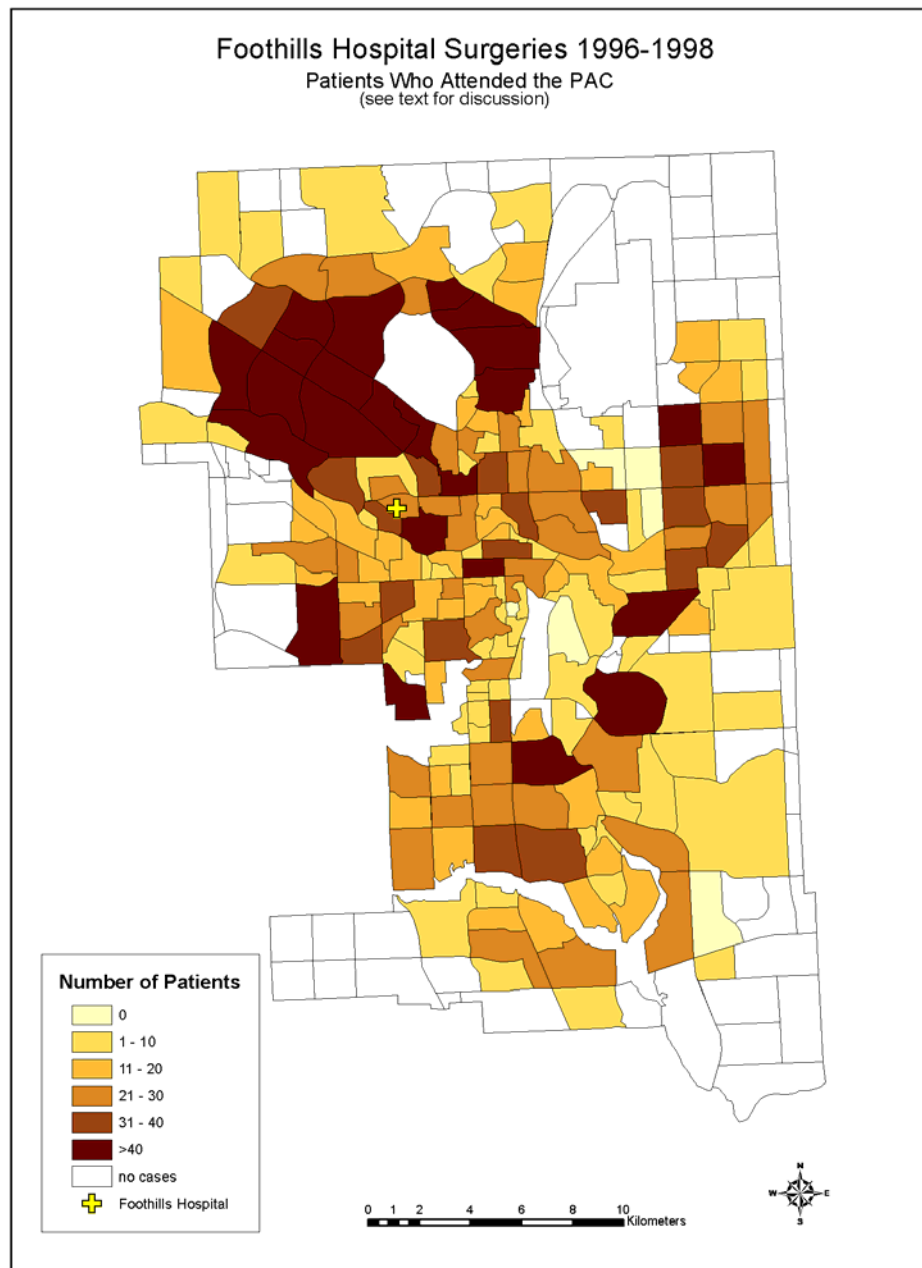 Foothills Hospital Surgeries 1996-1998
Patients Who Attended the PAC
(see text for discussion)
Number of Patients
0
1 - 10
11 - 20
21 - 30
31 - 40
>40
no cases
Foothills Hospital
N
W E
S
0 1 2 4 6 8 10
Kilometers